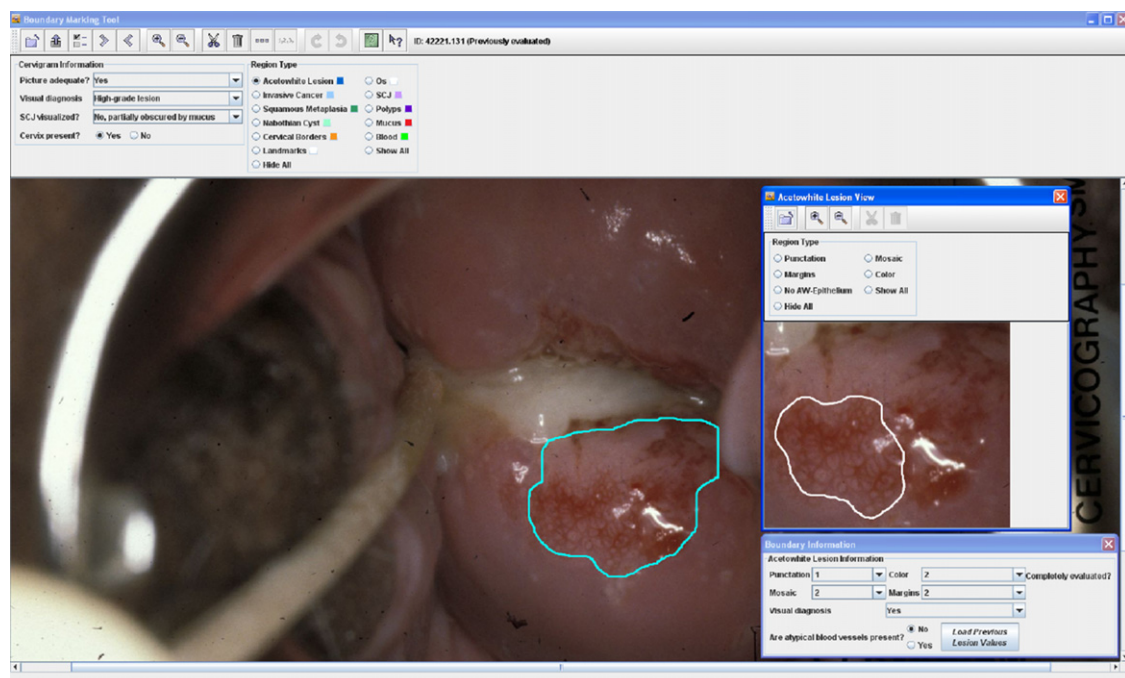 Boundary Marking Tool
ID: 42221.131 (Previously evaluated)
Cervigram Information
Picture adequate? Yes
Visual diagnosis High-grade lesion
SCJ visualized? No, partially obscured by mucus
Cervix present? Yes No
Region Type
Acetowhite Lesion Os
Invasive Cancer SCJ
Squamous Metaplasia Polyps
Nabothian Cyst Mucus
Cervical Borders Blood
Landmarks Show All
Hide All
Acetowhite Lesion View
Region Type
Punctation Mosaic
Margins Color
No AW-Epithelium Show All
Hide All
CERVICOGRAPHY SM
Boundary Information
Acetowhite Lesion Information
Punctation 1 Color 2 Completely evaluated?
Mosaic 2 Margins 2
Visual diagnosis Yes
Are atypical blood vessels present? No Yes
Load Previous
Lesion Values